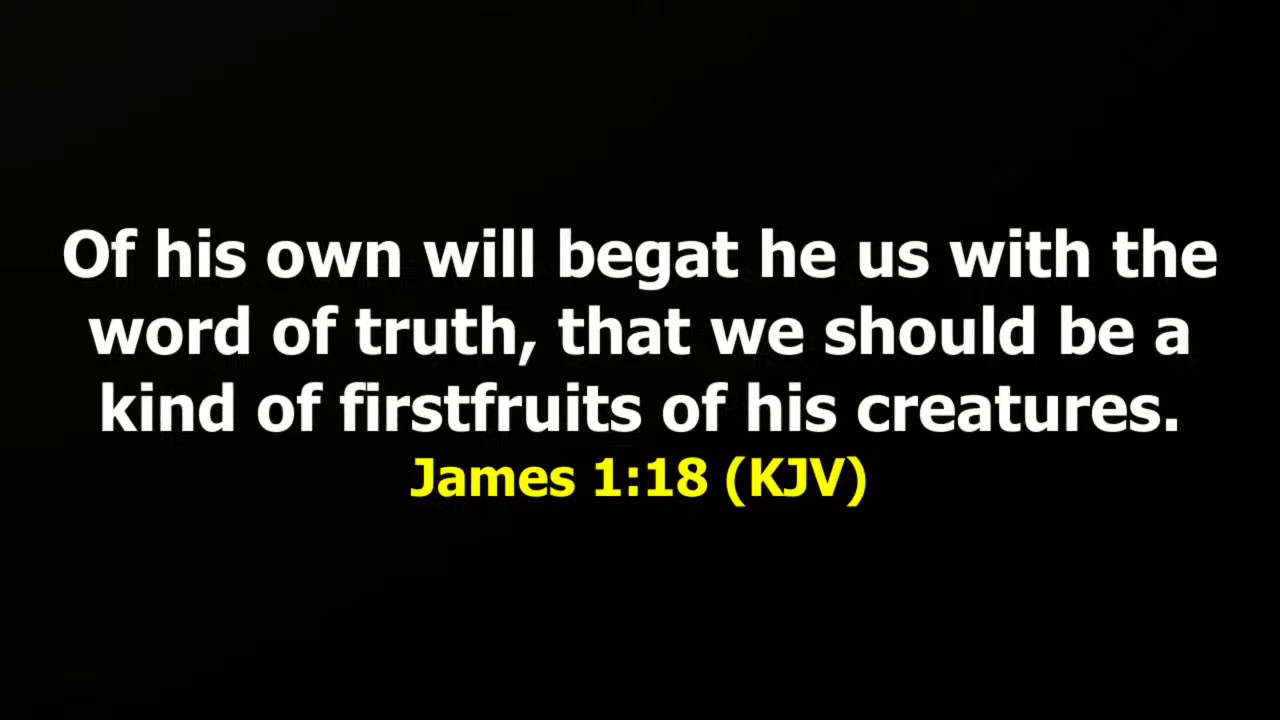 Of his own will begat he us with the
word of truth, that we should be a
kind of firstfruits of his creatures.
James 1:18 (KJV)